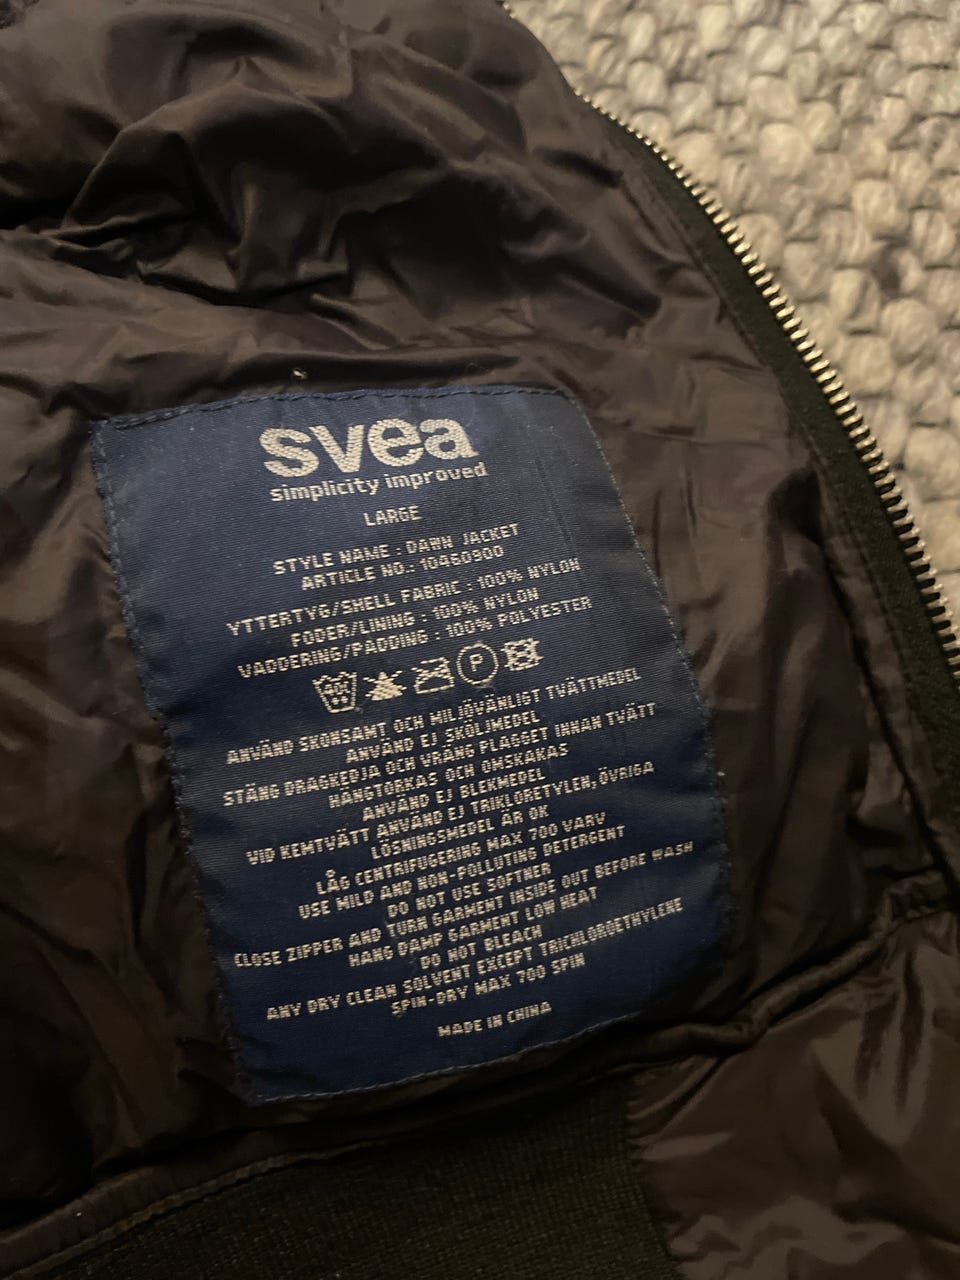 svea
simplicity improved
LARGE
STYLE NAME : DAWN JACKET
ARTICLE NO.: 10460300
YTTERTYG/SHELL FABRIC : 100% NYLON
FODER/LINING : 100% NYLON
VADDERING/PADDING : 100% POLYESTER
40° P
ANVÄND SKONSAMT OCH MILJÖVÄNLIGT TVÄTTMEDEL
ANVÄND EJ SKÖLJMEDEL
STÄNG DRAGKEDJA OCH VRÄNG PLAGGET INNAN TVÄTT
HÄNGTORKAS OCH OMSKAKAS
ANVÄND EJ BLEKMEDEL
VID KEMTVÄTT ANVÄND EJ TRIKLORETYLEN, ÖVRIGA
LÖSNINGSMEDEL ÄR OK
LÅG CENTRIFUGERING MAX 700 VARV
USE MILD AND NON-POLLUTING DETERGENT
DO NOT USE SOFTNER
CLOSE ZIPPER AND TURN GARMENT INSIDE OUT BEFORE WASH
HANG DAMP GARMENT LOW HEAT
DO NOT BLEACH
ANY DRY CLEAN SOLVENT EXCEPT TRICHLOROETHYLENE
SPIN-DRY MAX 700 SPIN
MADE IN CHINA